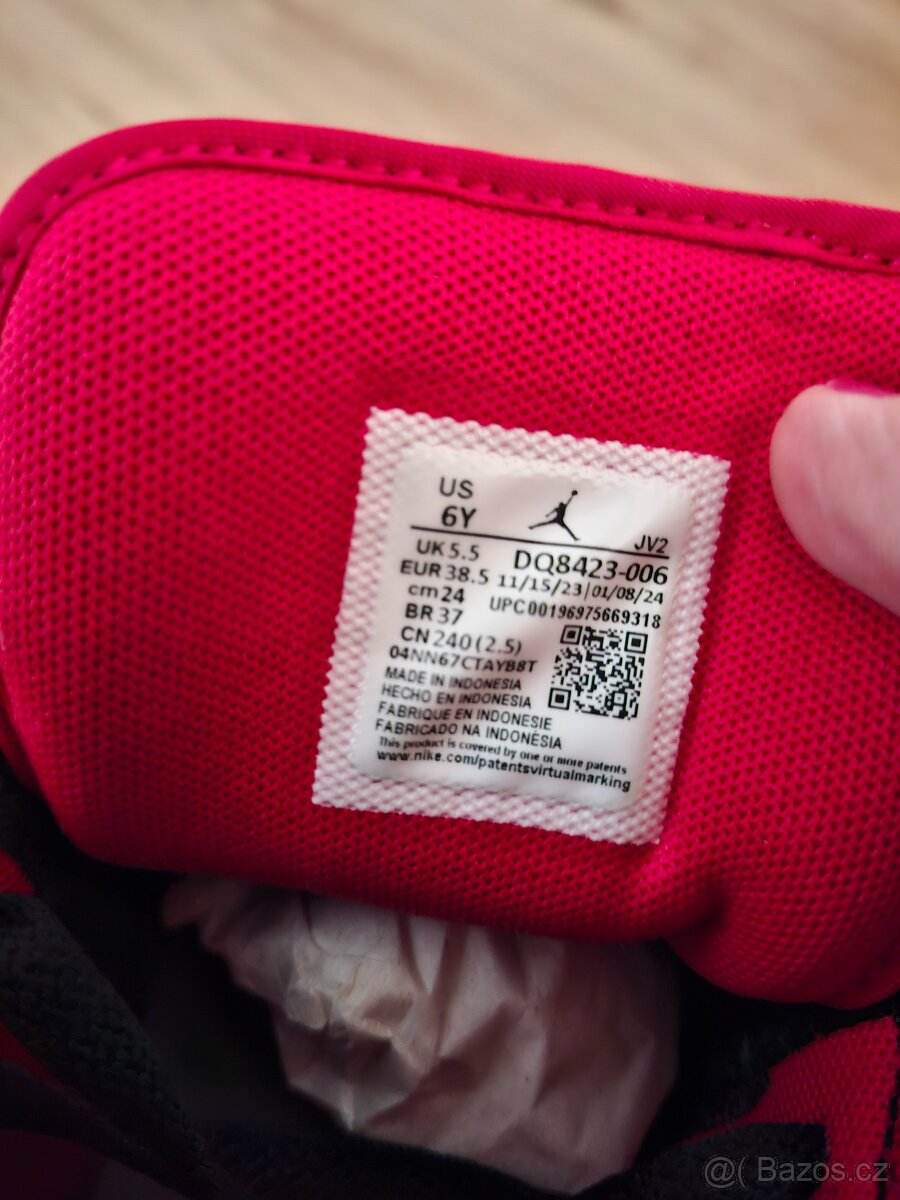 US
6Y
JV2
UK 5.5 DQ8423-006
EUR 38.5 11/15/23|01/08/24
cm 24 UPC00196975669318
BR 37
CN 240 (2.5)
04NN67CTAYB8T
MADE IN INDONESIA
HECHO EN INDONESIA
FABRIQUE EN INDONESIE
FABRICADO NA INDONÉSIA
This product is covered by one or more patents
www.nike.com/patentsvirtualmarking
@( Bazos.cz